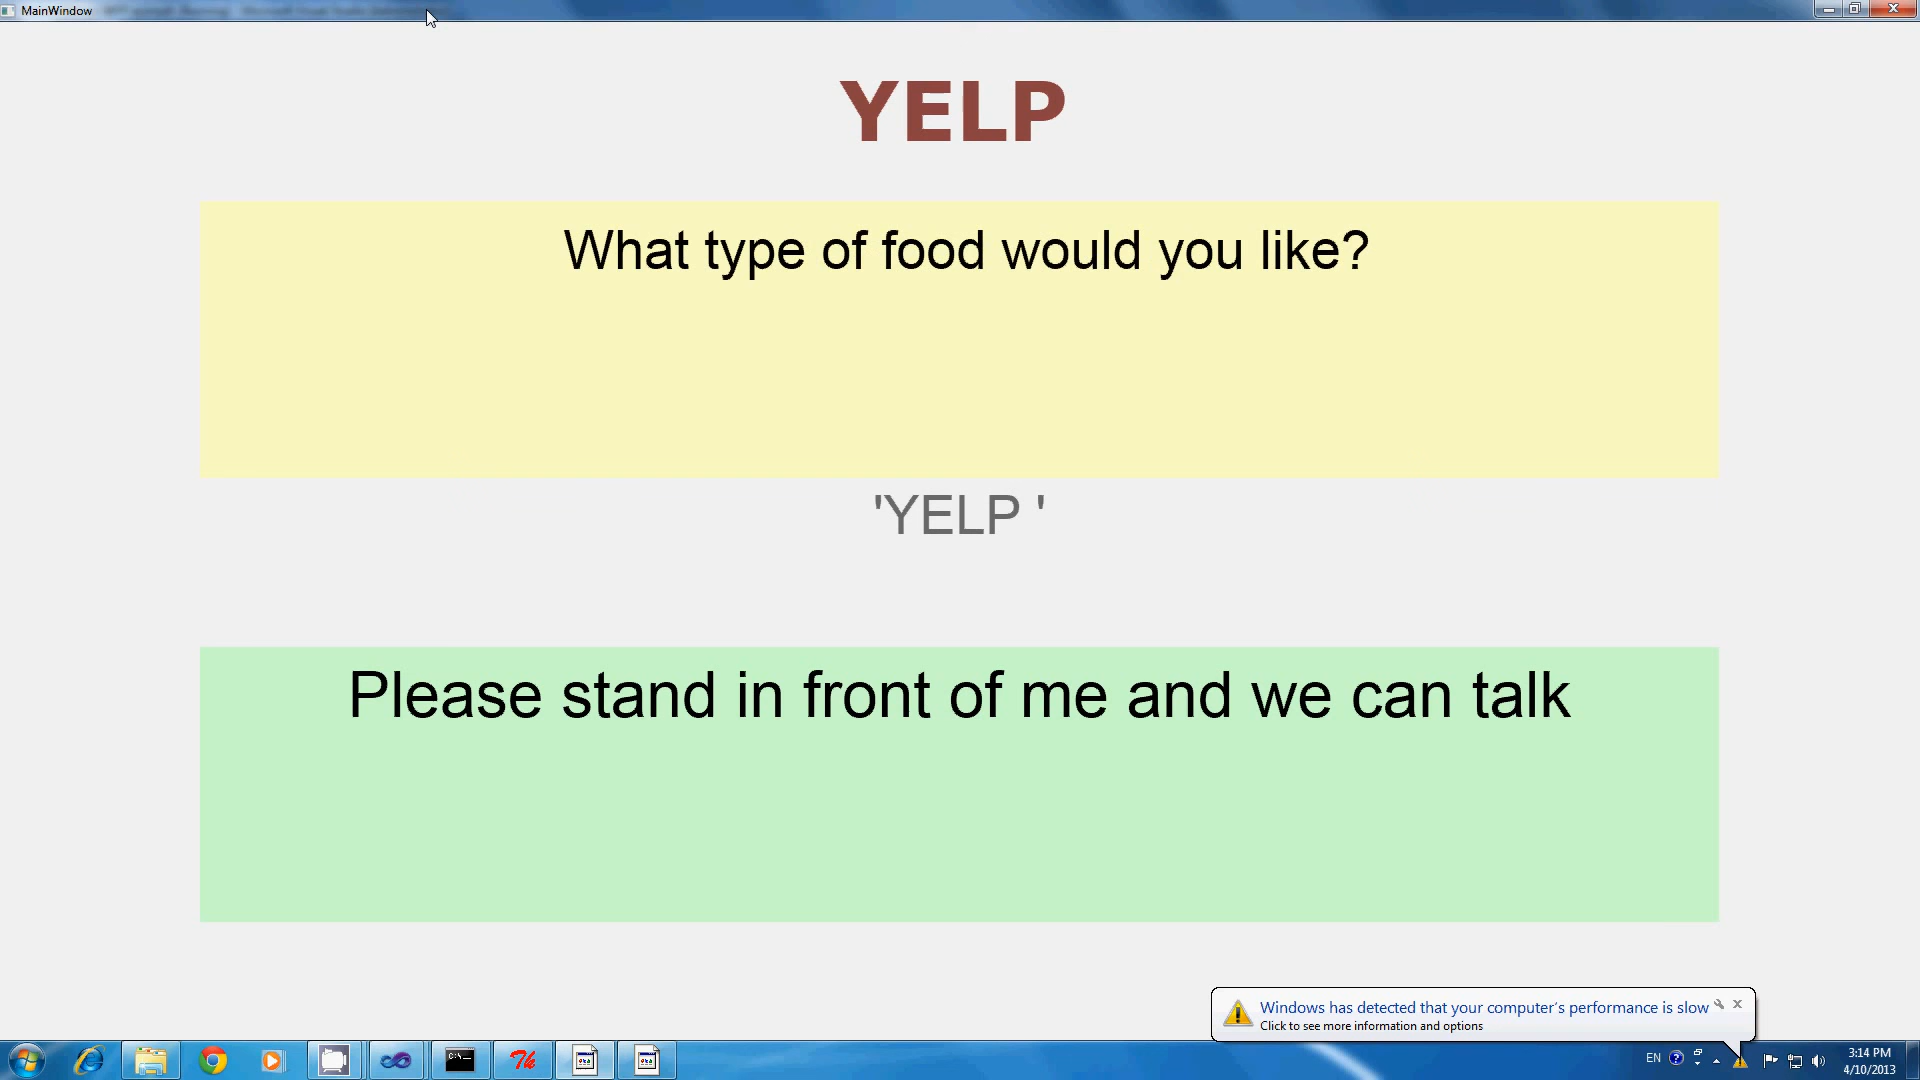 MainWindow
YELP
What type of food would you like?
'YELP '
Please stand in front of me and we can talk
Windows has detected that your computer's performance is slow
Click to see more information and options
C:\_
7k
EN
3:14 PM
4/10/2013